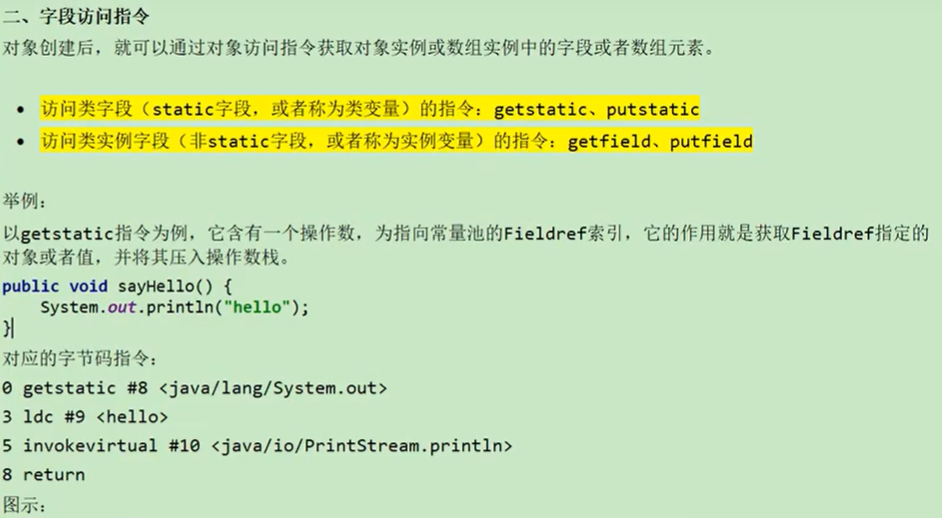 二、字段访问指令
对象创建后，就可以通过对象访问指令获取对象实例或数组实例中的字段或者数组元素。
• 访问类字段（static字段，或者称为类变量）的指令：getstatic、putstatic
• 访问类实例字段（非static字段，或者称为实例变量）的指令：getfield、putfield
举例：
以getstatic指令为例，它含有一个操作数，为指向常量池的Fieldref索引，它的作用就是获取Fieldref指定的
对象或者值，并将其压入操作数栈。
public void sayHello() {
    System.out.println("hello");
}
对应的字节码指令：
0 getstatic #8 <java/lang/System.out>
3 ldc #9 <hello>
5 invokevirtual #10 <java/io/PrintStream.println>
8 return
图示：